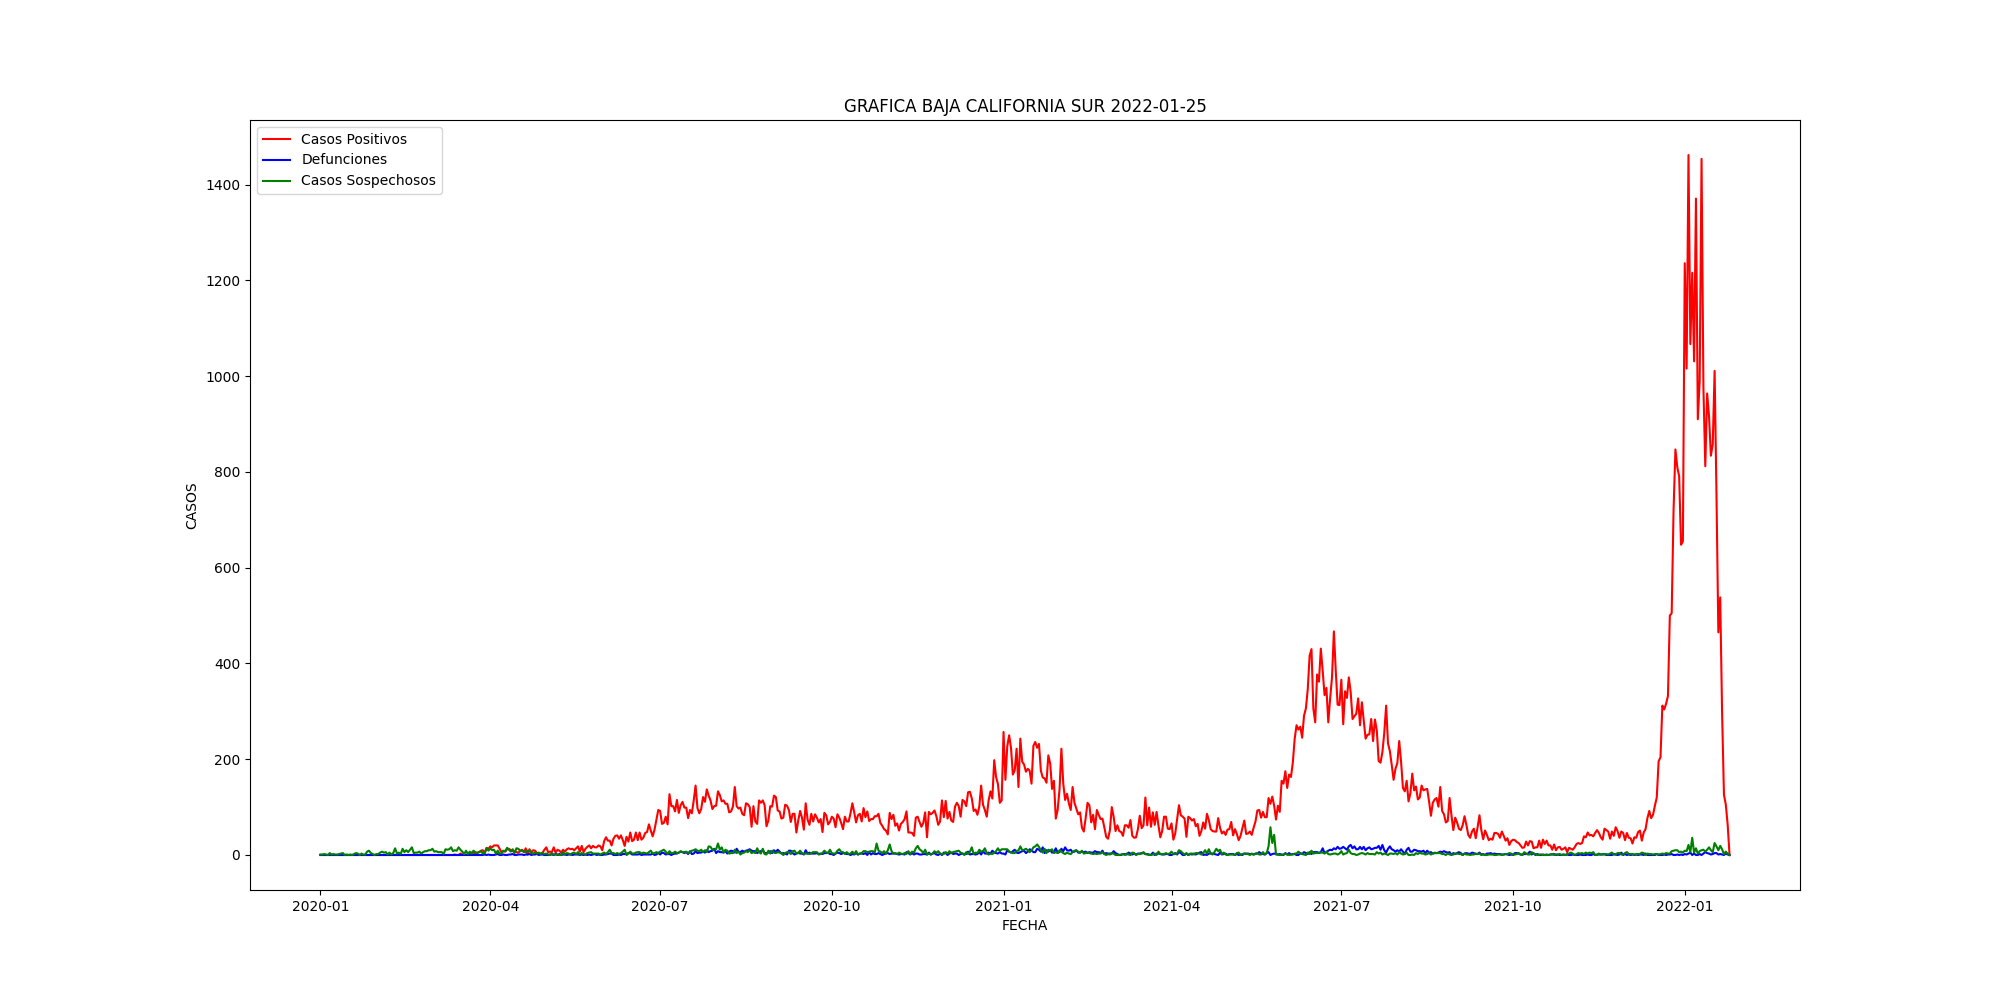 GRAFICA BAJA CALIFORNIA SUR 2022-01-25
Casos Positivos
Defunciones
Casos Sospechosos
1400
1200
1000
800
600
400
200
0
CASOS
2020-01
2020-04
2020-07
2020-10
2021-01
2021-04
2021-07
2021-10
2022-01
FECHA